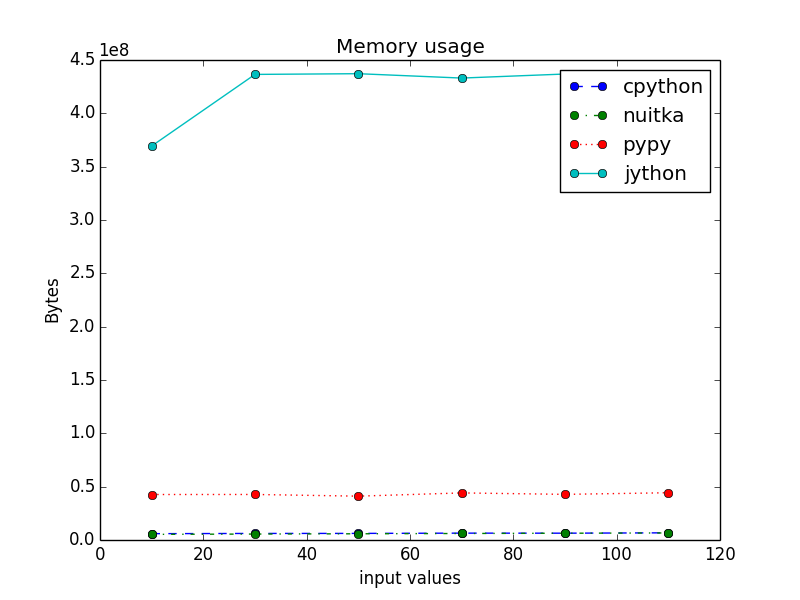 Memory usage
1e8
4.5
4.0
3.5
3.0
2.5
2.0
1.5
1.0
0.5
0.0
Bytes
cpython
nuitka
pypy
jython
0 20 40 60 80 100 120
input values